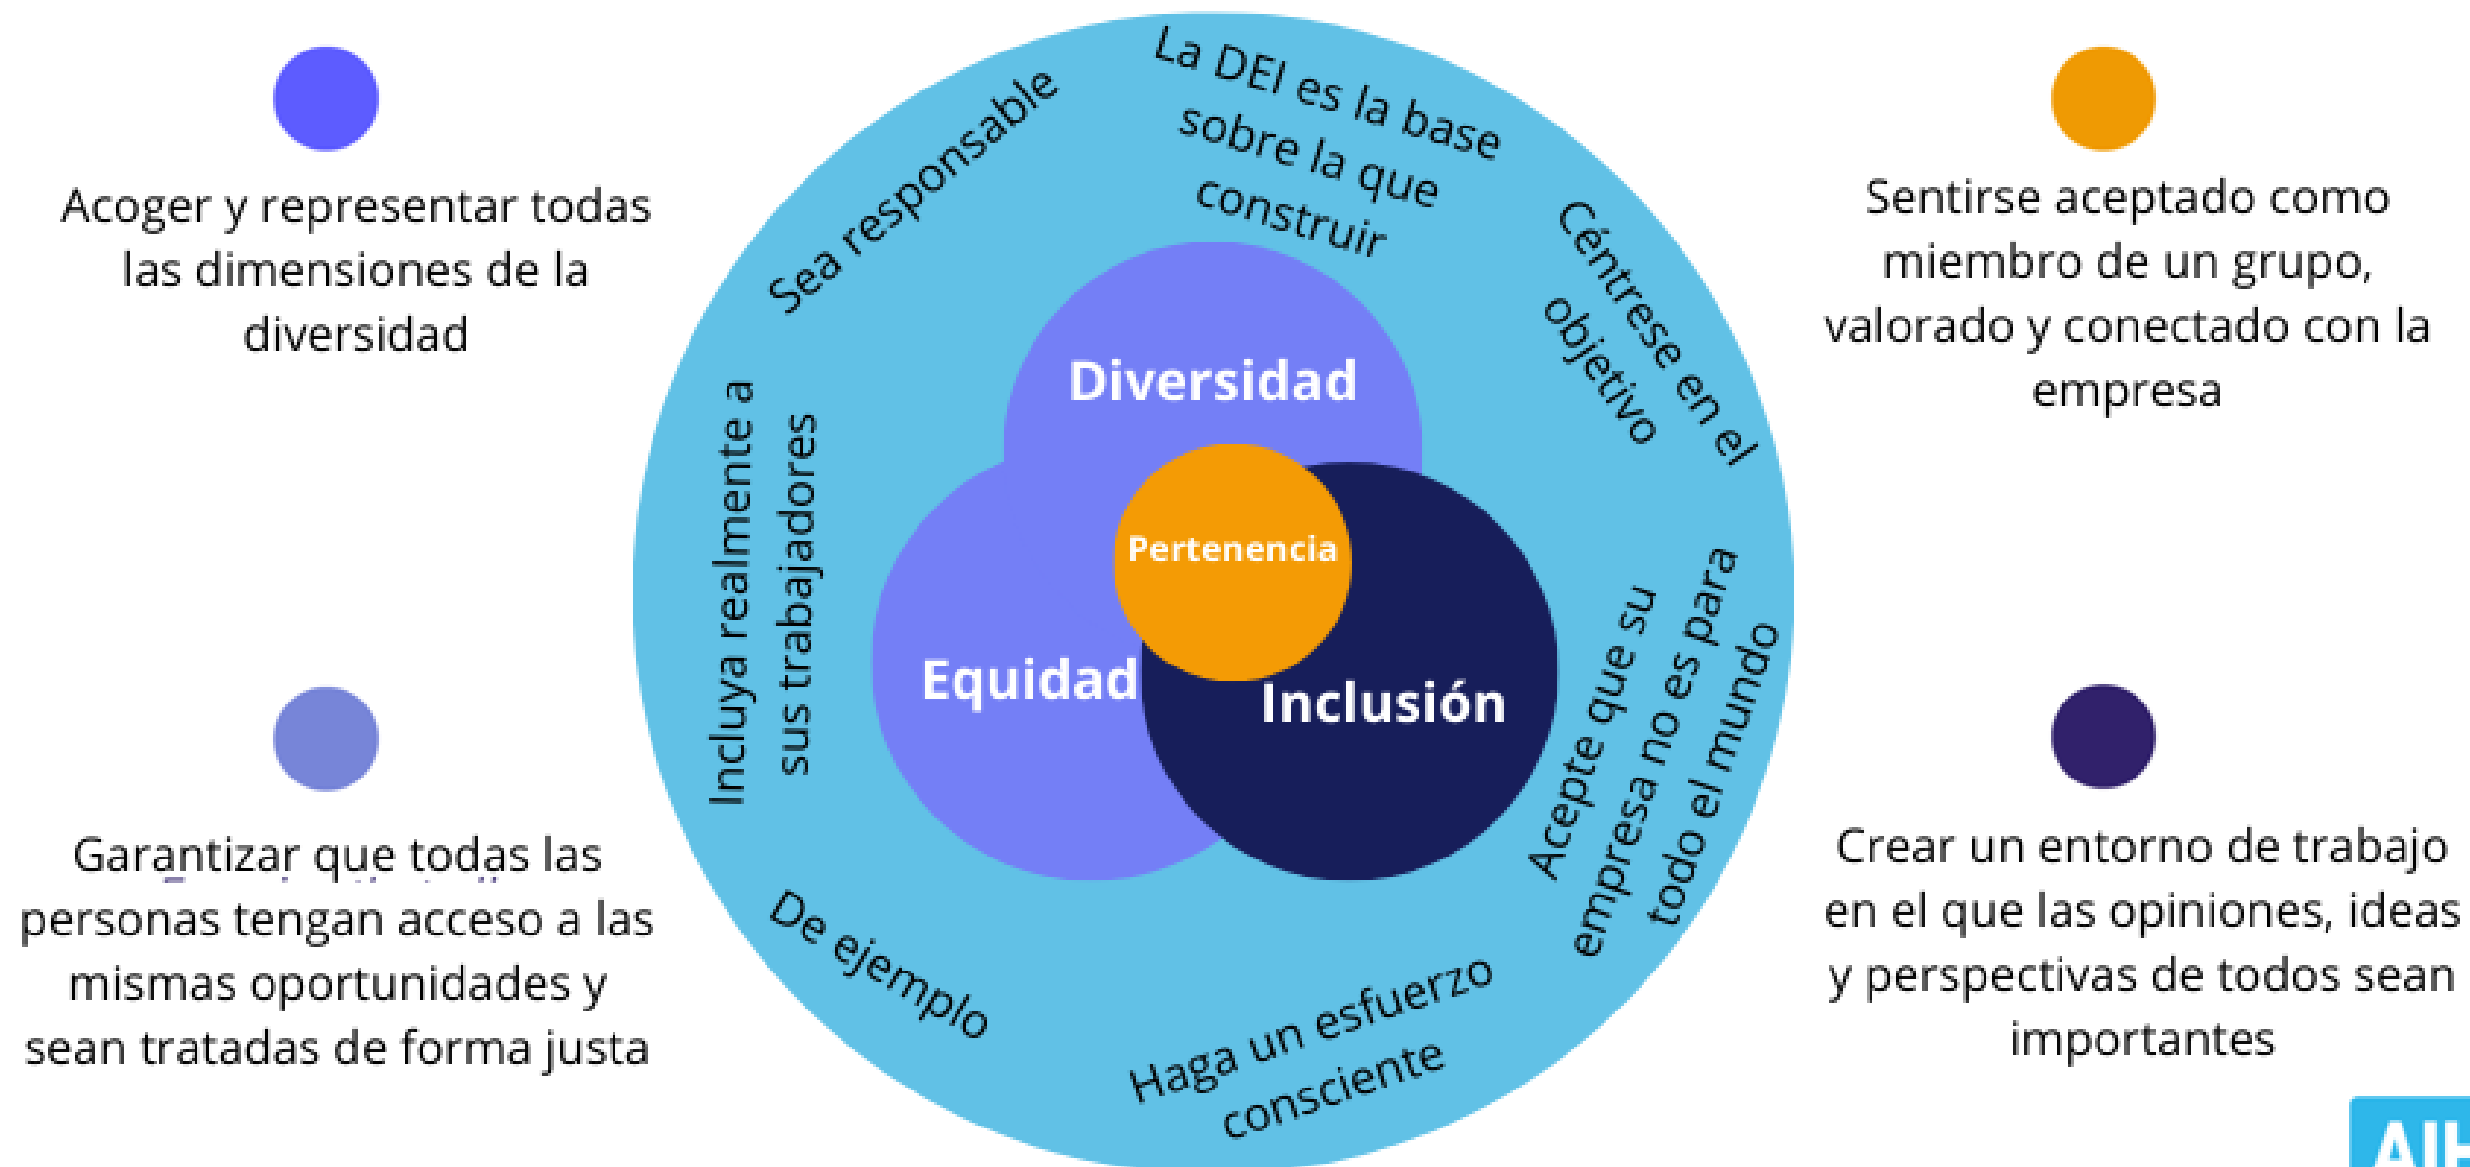 Acoger y representar todas
las dimensiones de la
diversidad
Garantizar que todas las
personas tengan acceso a las
mismas oportunidades y
sean tratadas de forma justa
La DEI es la base
sobre la que
construir
Céntrese en el
objetivo
Acepte que su
empresa no es para
todo el mundo
Haga un esfuerzo
consciente
De ejemplo
Incluya realmente a
sus trabajadores
Sea responsable
Diversidad
Pertenencia
Equidad
Inclusión
Sentirse aceptado como
miembro de un grupo,
valorado y conectado con la
empresa
Crear un entorno de trabajo
en el que las opiniones, ideas
y perspectivas de todos sean
importantes